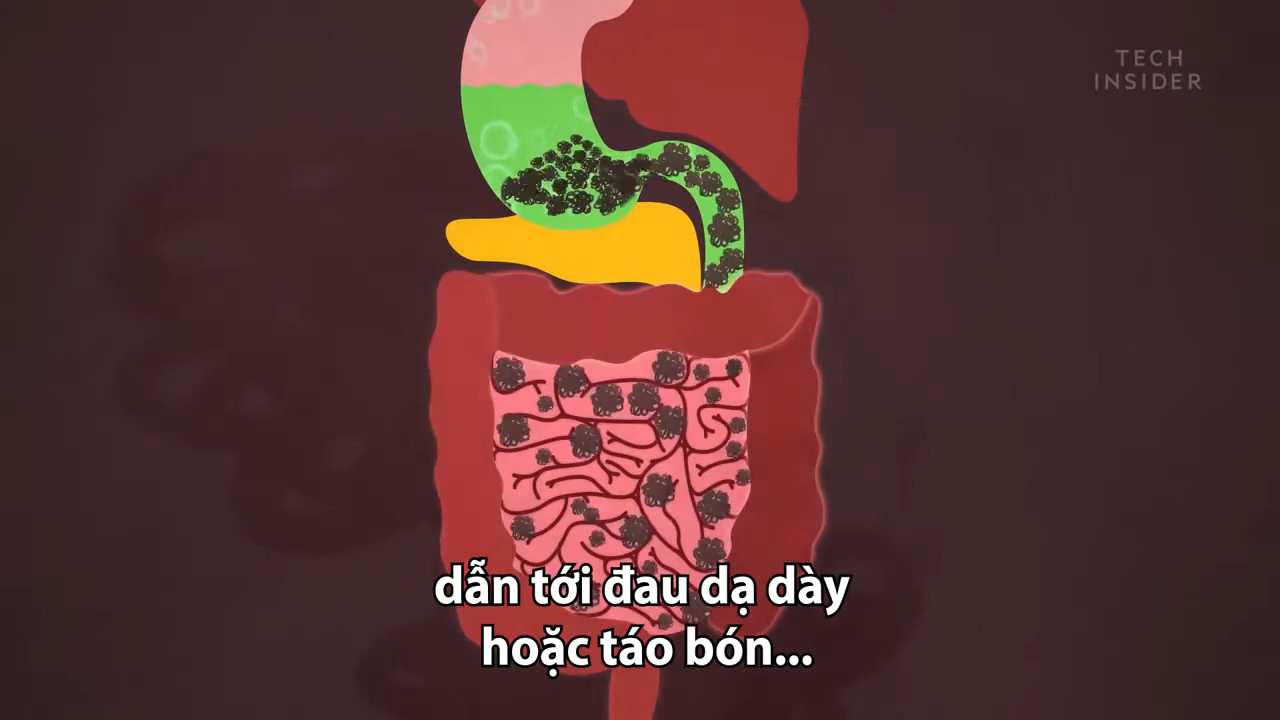 TECH
INSIDER
dẫn tới đau dạ dày
hoặc táo bón...